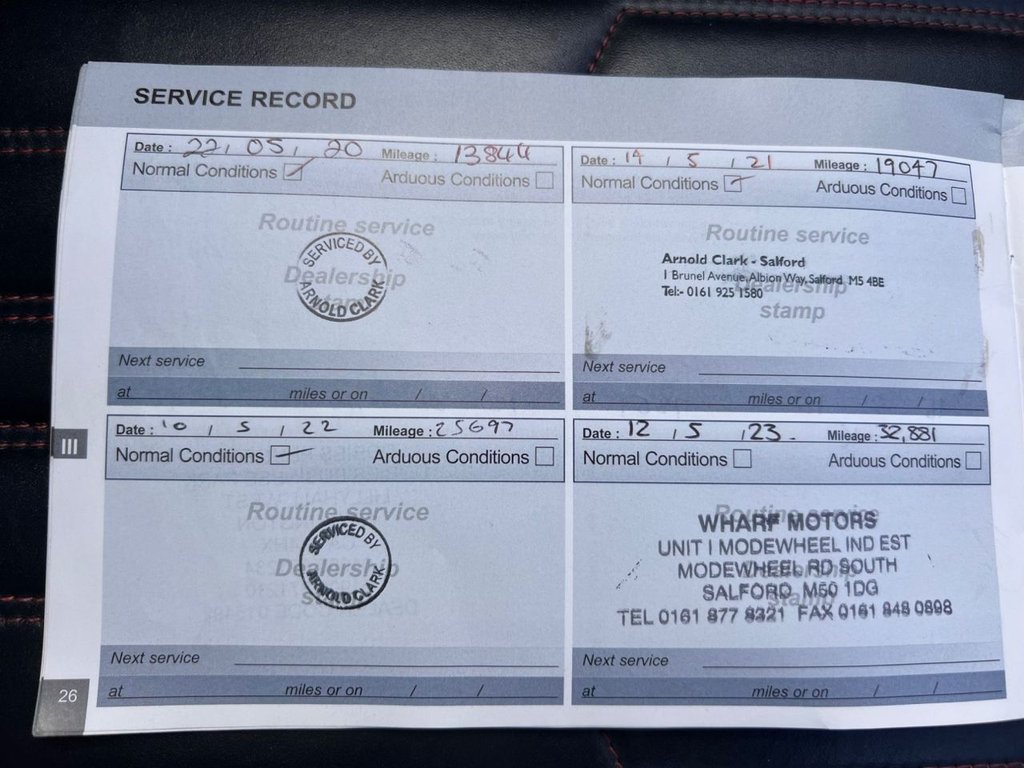 SERVICE RECORD
Date : 22, 05, 20 Mileage : 13844
Normal Conditions Arduous Conditions
Routine service
Dealership
stamp
SERVICED BY
ARNOLD CLARK
Next service
at miles or on / /
Date : 14 , 5 , 21 Mileage : 19047
Normal Conditions Arduous Conditions
Routine service
Dealership
stamp
Arnold Clark - Salford
1 Brunel Avenue, Albion Way, Salford M5 4BE
Tel:- 0161 925 1580
Next service
at miles or on / /
Date : 10 , 5 , 22 Mileage : 25697
Normal Conditions Arduous Conditions
Routine service
Dealership
SERVICED BY
ARNOLD CLARK
Next service
at miles or on / /
Date : 12 , 5 , 23 . Mileage : 32,881
Normal Conditions Arduous Conditions
Routine service
Dealership
stamp
WHARF MOTORS
UNIT 1 MODEWHEEL IND EST
MODEWHEEL RD SOUTH
SALFORD M50 1DG
TEL 0161 877 8321 FAX 0161 848 0898
Next service
at miles or on / /
III
26